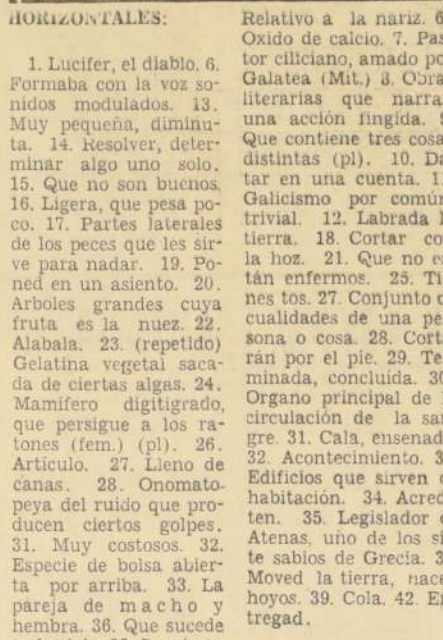 HORIZONTALES:
1. Lucifer, el diablo. 6.
Formaba con la voz so-
nidos modulados. 13.
Muy pequeña, diminu-
ta. 14. Resolver, deter-
minar algo uno solo.
15. Que no son buenos.
16. Ligera, que pesa po-
co. 17. Partes laterales
de los peces que les sir-
ve para nadar. 19. Po-
ned en un asiento. 20.
Arboles grandes cuya
fruta es la nuez. 22.
Alabala. 23. (repetido)
Gelatina vegetal saca-
da de ciertas algas. 24.
Mamífero digitigrado,
que persigue a los ra-
tones (fem.) (pl). 26.
Artículo. 27. Lleno de
canas. 28. Onomato-
peya del ruido que pro-
ducen ciertos golpes.
31. Muy costosos. 32.
Especie de bolsa abier-
ta por arriba. 33. La
pareja de macho y
hembra. 36. Que sucede
Relativo a la nariz. 6
Oxido de calcio. 7. Pas
tor ciliciano, amado po
Galatea (Mit.) 8. Obra
literarias que narra
una acción fingida.
Que contiene tres cosa
distintas (pl). 10. Da
tar en una cuenta. 1
Galicismo por común
trivial. 12. Labrada l
tierra. 18. Cortar co
la hoz. 21. Que no e
tán enfermos. 25. Ti
nes tos. 27. Conjunto d
cualidades de una pe
sona o cosa. 28. Corta
rán por el pie. 29. Te
minada, concluida. 30
Organo principal de
circulación de la sa
gre. 31. Cala, ensenad
32. Acontecimiento. 3
Edificios que sirven d
habitación. 34. Acred
ten. 35. Legislador
Atenas, uno de los si
te sabios de Grecia. 3
Moved la tierra, hace
hoyos. 39. Cola. 42. En
tregad.